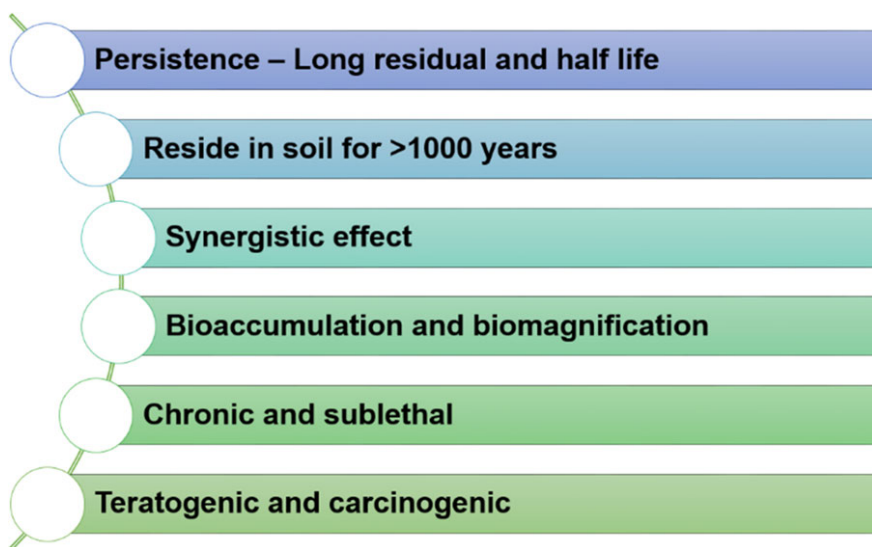 Persistence – Long residual and half life
Reside in soil for >1000 years
Synergistic effect
Bioaccumulation and biomagnification
Chronic and sublethal
Teratogenic and carcinogenic